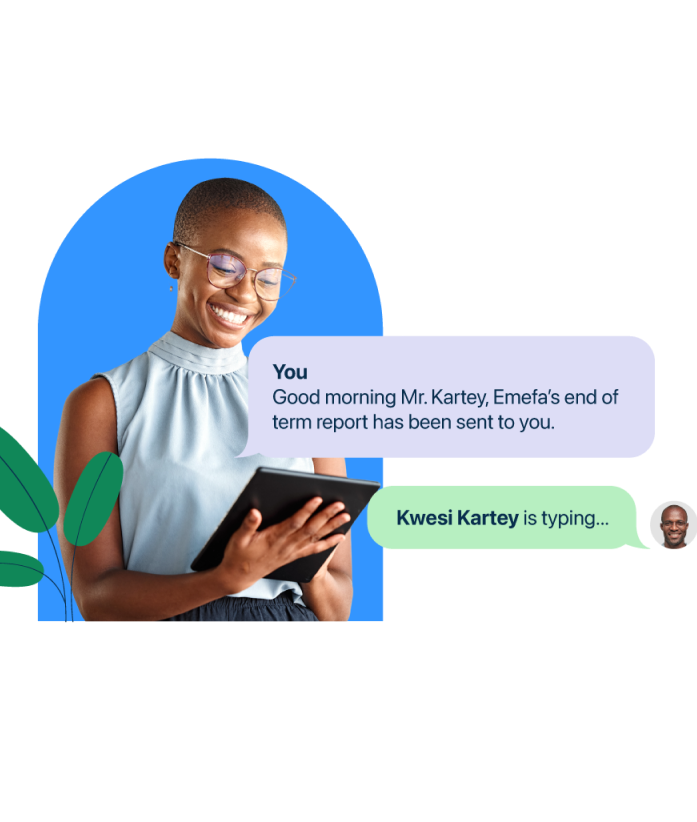 You
Good morning Mr. Kartey, Emefa’s end of
term report has been sent to you.
Kwesi Kartey is typing...